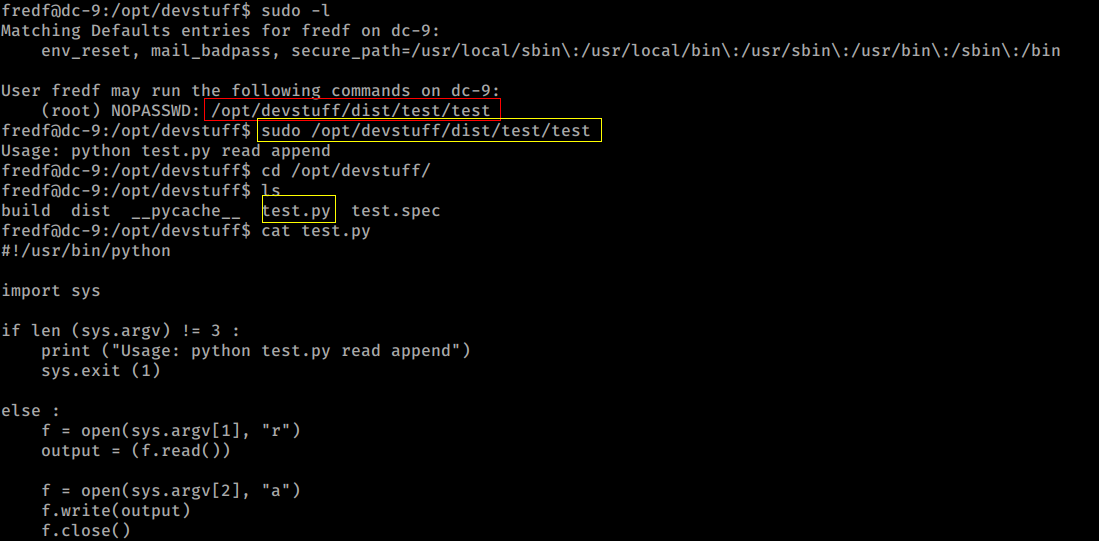 fredf@dc-9:/opt/devstuff$ sudo -l
Matching Defaults entries for fredf on dc-9:
    env_reset, mail_badpass, secure_path=/usr/local/sbin\:/usr/local/bin\:/usr/sbin\:/usr/bin\:/sbin\:/bin

User fredf may run the following commands on dc-9:
    (root) NOPASSWD: /opt/devstuff/dist/test/test
fredf@dc-9:/opt/devstuff$ sudo /opt/devstuff/dist/test/test
Usage: python test.py read append
fredf@dc-9:/opt/devstuff$ cd /opt/devstuff/
fredf@dc-9:/opt/devstuff$ ls
build  dist  __pycache__  test.py  test.spec
fredf@dc-9:/opt/devstuff$ cat test.py
#!/usr/bin/python

import sys

if len (sys.argv) != 3 :
    print ("Usage: python test.py read append")
    sys.exit (1)

else :
    f = open(sys.argv[1], "r")
    output = (f.read())

    f = open(sys.argv[2], "a")
    f.write(output)
    f.close()